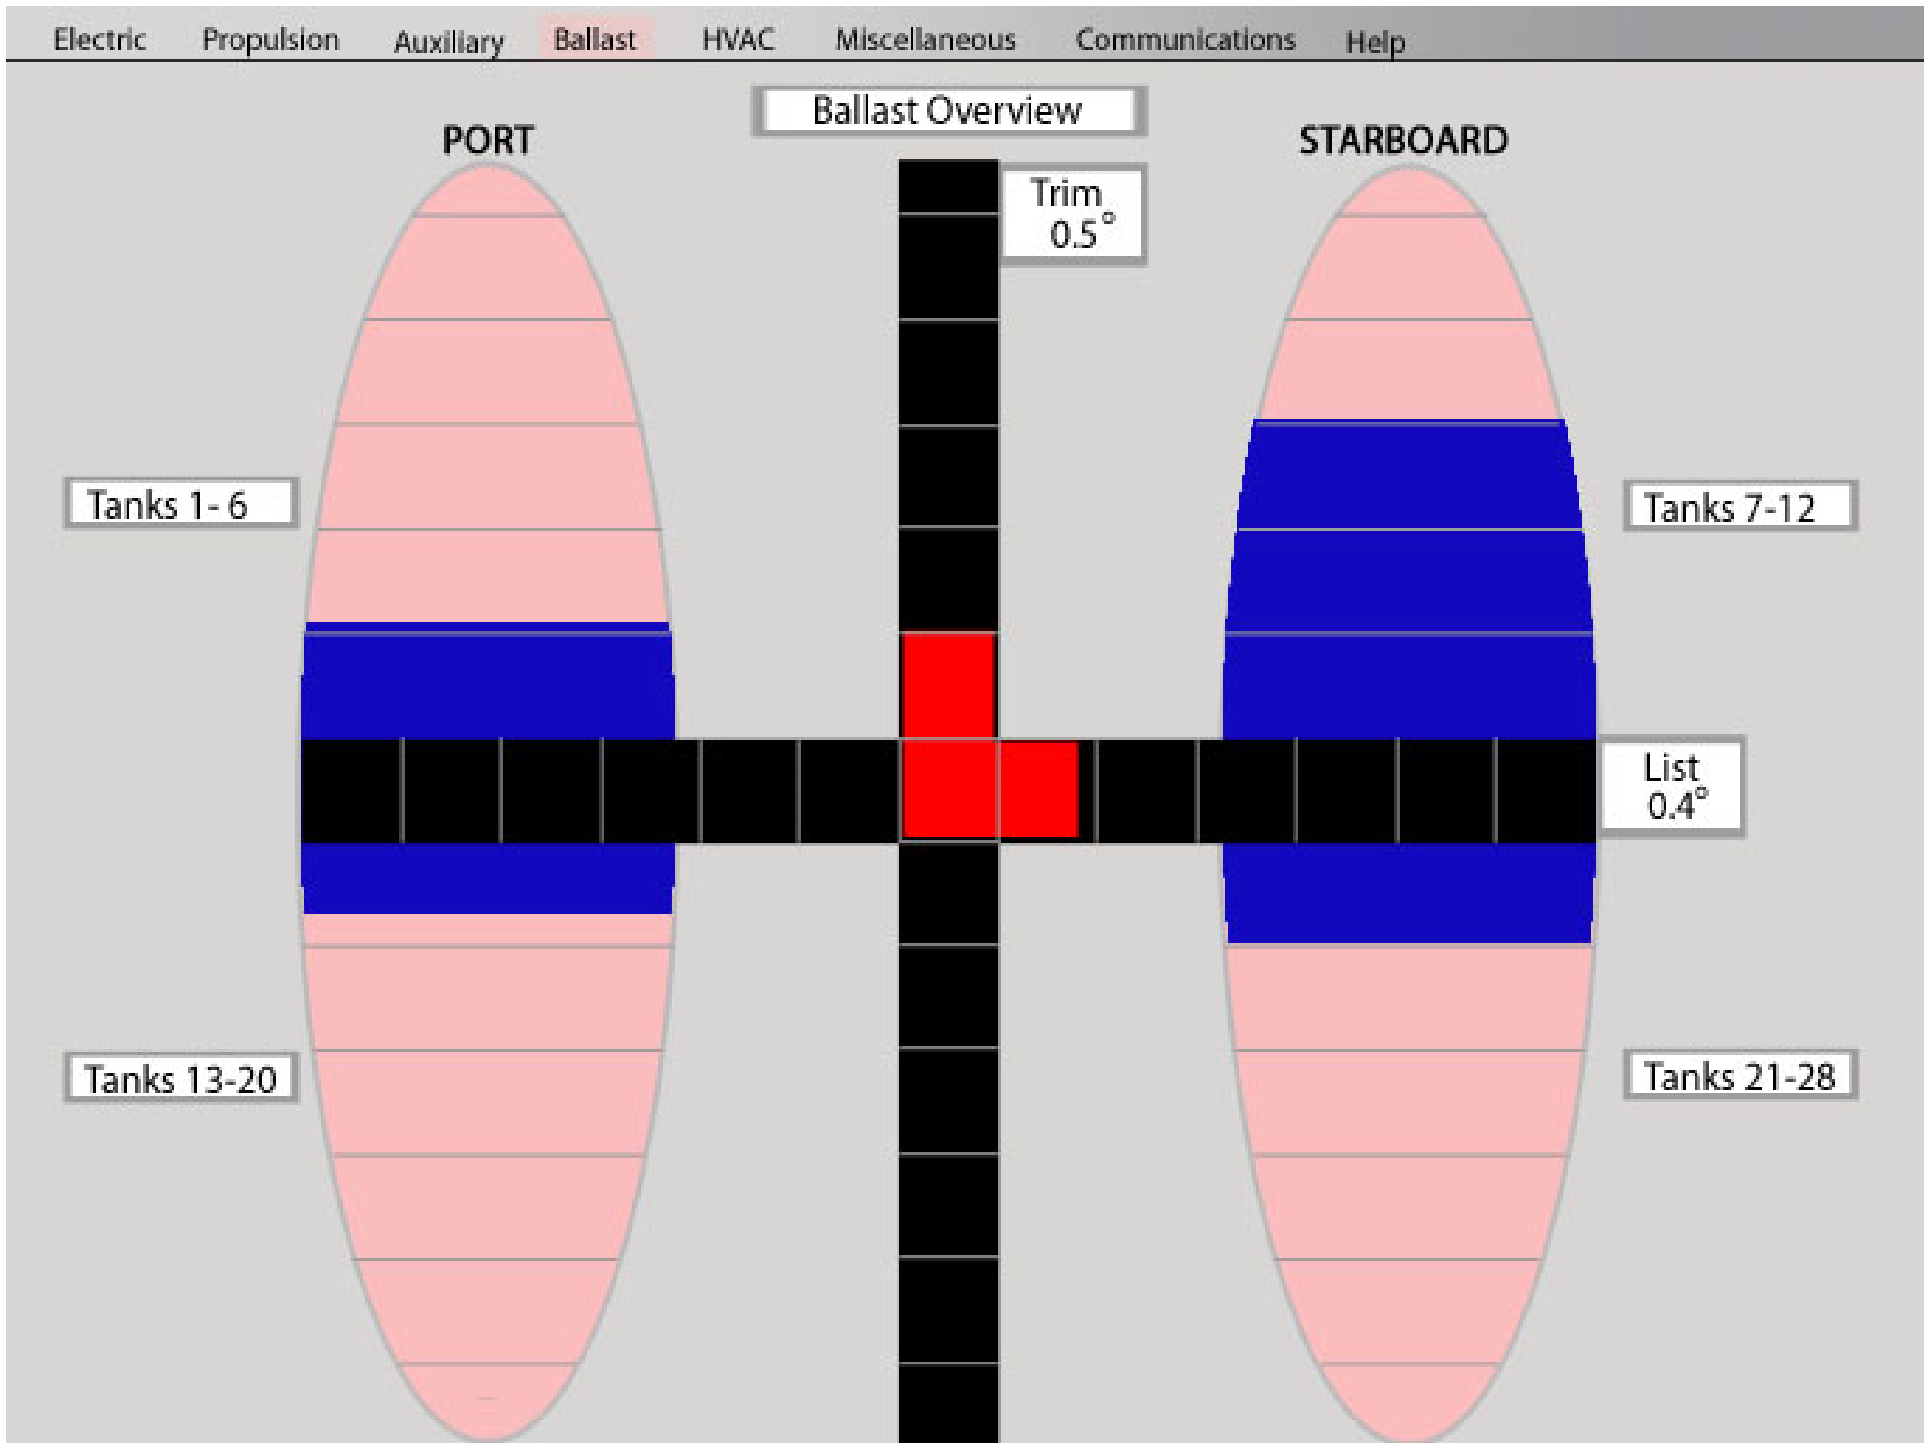 Electric Propulsion Auxiliary Ballast HVAC Miscellaneous Communications Help
Ballast Overview
PORT
STARBOARD
Trim
0.5°
Tanks 1- 6
Tanks 7-12
List
0.4°
Tanks 13-20
Tanks 21-28